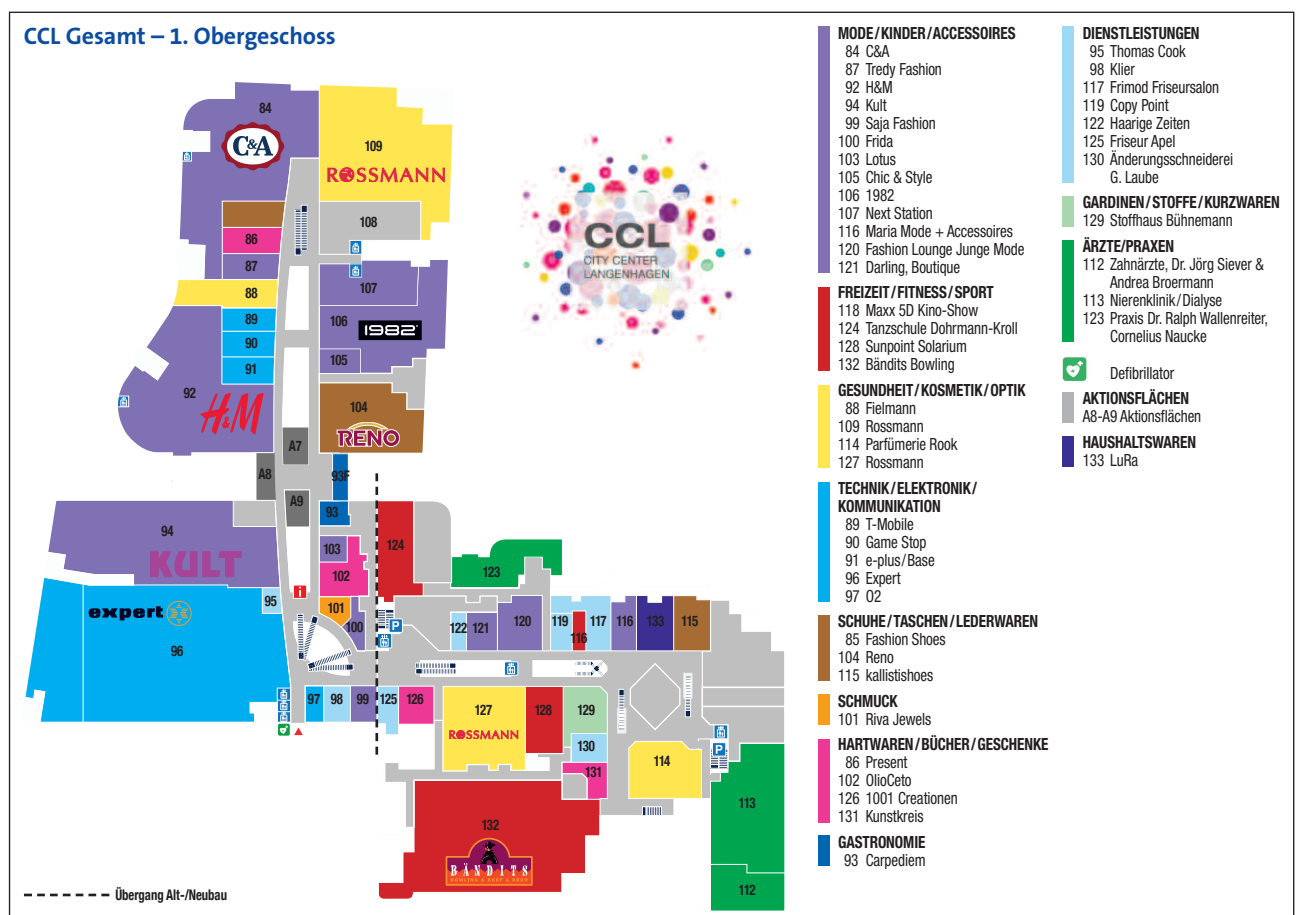 CCL Gesamt – 1. Obergeschoss
84
C&A
109
ROSSMANN
108
86
87
107
88
89
106
1982
90
105
91
92
H&M
104
RENO
A7
A8
93F
A9
93
94
KULT
103
124
102
123
95
101
100
expert
96
122
121
120
119
116
117
116
133
115
97
98
99
125
126
127
ROSSMANN
128
129
130
131
114
113
132
BÄNDITS
112
i
P
P
CCL
CITY CENTER
LANGENHAGEN
Übergang Alt-/Neubau
MODE/KINDER/ACCESSOIRES
84 C&A
87 Tredy Fashion
92 H&M
94 Kult
99 Saja Fashion
100 Frida
103 Lotus
105 Chic & Style
106 1982
107 Next Station
116 Maria Mode + Accessoires
120 Fashion Lounge Junge Mode
121 Darling, Boutique
FREIZEIT/FITNESS/SPORT
118 Maxx 5D Kino-Show
124 Tanzschule Dohrmann-Kroll
128 Sunpoint Solarium
132 Bändits Bowling
GESUNDHEIT/KOSMETIK/OPTIK
88 Fielmann
109 Rossmann
114 Parfümerie Rook
127 Rossmann
TECHNIK/ELEKTRONIK/
KOMMUNIKATION
89 T-Mobile
90 Game Stop
91 e-plus/Base
96 Expert
97 O2
SCHUHE/TASCHEN/LEDERWAREN
85 Fashion Shoes
104 Reno
115 kallistishoes
SCHMUCK
101 Riva Jewels
HARTWAREN/BÜCHER/GESCHENKE
86 Present
102 OlioCeto
126 1001 Creationen
131 Kunstkreis
GASTRONOMIE
93 Carpediem
DIENSTLEISTUNGEN
95 Thomas Cook
98 Klier
117 Frimod Friseursalon
119 Copy Point
122 Haarige Zeiten
125 Friseur Apel
130 Änderungsschneiderei
G. Laube
GARDINEN/STOFFE/KURZWAREN
129 Stoffhaus Bühnemann
ÄRZTE/PRAXEN
112 Zahnärzte, Dr. Jörg Siever &
Andrea Broermann
113 Nierenklinik/Dialyse
123 Praxis Dr. Ralph Wallenreiter,
Cornelius Naucke
Defibrillator
AKTIONSFLÄCHEN
A8-A9 Aktionsflächen
HAUSHALTSWAREN
133 LuRa